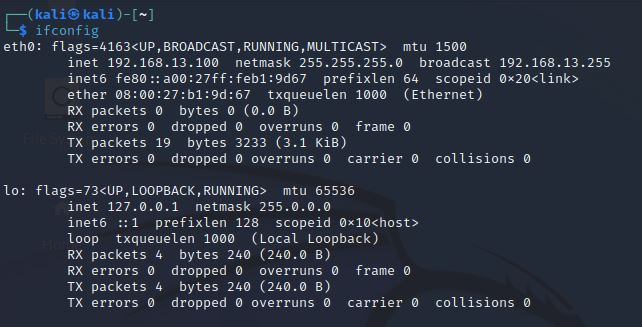 ┌──(kali㉿kali)-[~]
└─$ ifconfig
eth0: flags=4163<UP,BROADCAST,RUNNING,MULTICAST>  mtu 1500
        inet 192.168.13.100  netmask 255.255.255.0  broadcast 192.168.13.255
        inet6 fe80::a00:27ff:feb1:9d67  prefixlen 64  scopeid 0×20<link>
        ether 08:00:27:b1:9d:67  txqueuelen 1000  (Ethernet)
        RX packets 0  bytes 0 (0.0 B)
        RX errors 0  dropped 0  overruns 0  frame 0
        TX packets 19  bytes 3233 (3.1 KiB)
        TX errors 0  dropped 0 overruns 0  carrier 0  collisions 0

lo: flags=73<UP,LOOPBACK,RUNNING>  mtu 65536
        inet 127.0.0.1  netmask 255.0.0.0
        inet6 ::1  prefixlen 128  scopeid 0×10<host>
        loop  txqueuelen 1000  (Local Loopback)
        RX packets 4  bytes 240 (240.0 B)
        RX errors 0  dropped 0  overruns 0  frame 0
        TX packets 4  bytes 240 (240.0 B)
        TX errors 0  dropped 0 overruns 0  carrier 0  collisions 0